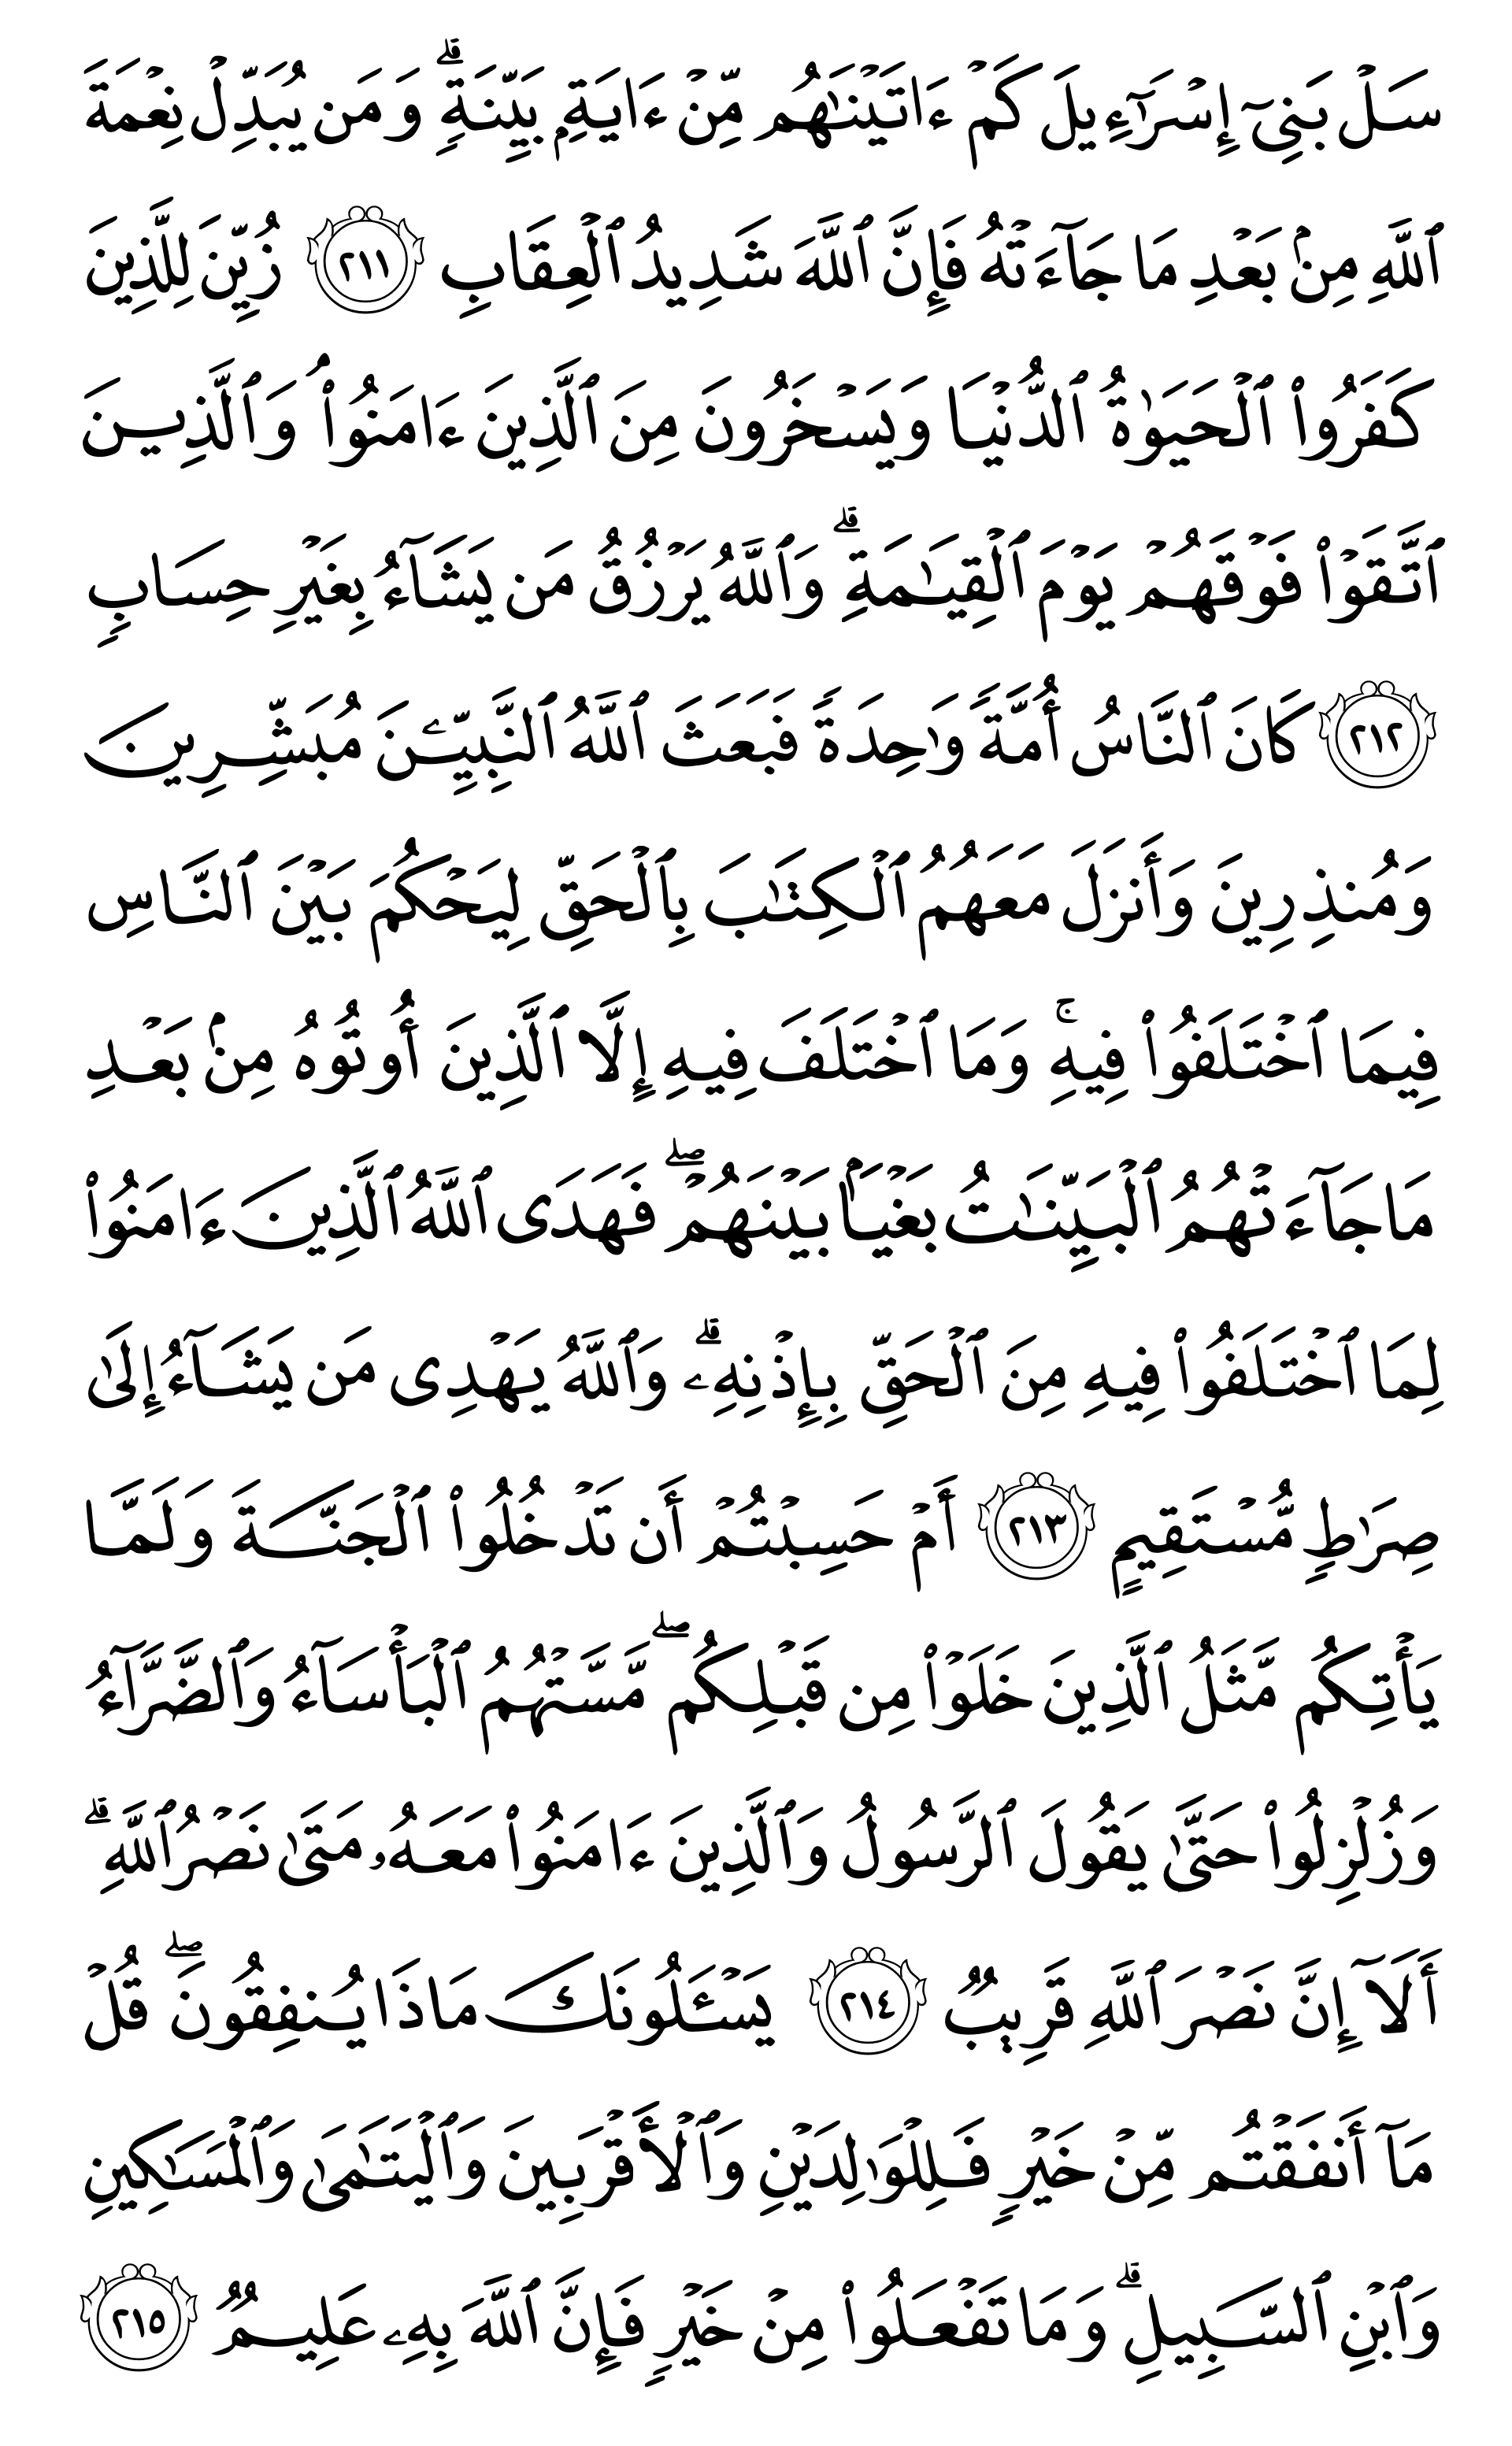 سَلۡ بَنِيٓ إِسۡرَٰٓءِيلَ كَمۡ ءَاتَيۡنَٰهُم مِّنۡ ءَايَةِۭ بَيِّنَةٖۗ وَمَن يُبَدِّلۡ نِعۡمَةَ
ٱللَّهِ مِنۢ بَعۡدِ مَا جَآءَتۡهُ فَإِنَّ ٱللَّهَ شَدِيدُ ٱلۡعِقَابِ ٢١١ زُيِّنَ لِلَّذِينَ
كَفَرُواْ ٱلۡحَيَوٰةُ ٱلدُّنۡيَا وَيَسۡخَرُونَ مِنَ ٱلَّذِينَ ءَامَنُواْۘ وَٱلَّذِينَ
ٱتَّقَوۡاْ فَوۡقَهُمۡ يَوۡمَ ٱلۡقِيَٰمَةِۗ وَٱللَّهُ يَرۡزُقُ مَن يَشَآءُ بِغَيۡرِ حِسَابٖ
٢١٢ كَانَ ٱلنَّاسُ أُمَّةٗ وَٰحِدَةٗ فَبَعَثَ ٱللَّهُ ٱلنَّبِيِّـۧنَ مُبَشِّرِينَ
وَمُنذِرِينَ وَأَنزَلَ مَعَهُمُ ٱلۡكِتَٰبَ بِٱلۡحَقِّ لِيَحۡكُمَ بَيۡنَ ٱلنَّاسِ
فِيمَا ٱخۡتَلَفُواْ فِيهِۚ وَمَا ٱخۡتَلَفَ فِيهِ إِلَّا ٱلَّذِينَ أُوتُوهُ مِنۢ بَعۡدِ
مَا جَآءَتۡهُمُ ٱلۡبَيِّنَٰتُ بَغۡيَۢا بَيۡنَهُمۡۖ فَهَدَى ٱللَّهُ ٱلَّذِينَ ءَامَنُواْ
لِمَا ٱخۡتَلَفُواْ فِيهِ مِنَ ٱلۡحَقِّ بِإِذۡنِهِۦۗ وَٱللَّهُ يَهۡدِي مَن يَشَآءُ إِلَىٰ
صِرَٰطٖ مُّسۡتَقِيمٍ ٢١٣ أَمۡ حَسِبۡتُمۡ أَن تَدۡخُلُواْ ٱلۡجَنَّةَ وَلَمَّا
يَأۡتِكُم مَّثَلُ ٱلَّذِينَ خَلَوۡاْ مِن قَبۡلِكُمۖ مَّسَّتۡهُمُ ٱلۡبَأۡسَآءُ وَٱلضَّرَّآءُ
وَزُلۡزِلُواْ حَتَّىٰ يَقُولَ ٱلرَّسُولُ وَٱلَّذِينَ ءَامَنُواْ مَعَهُۥ مَتَىٰ نَصۡرُ ٱللَّهِۗ
أَلَآ إِنَّ نَصۡرَ ٱللَّهِ قَرِيبٞ ٢١٤ يَسۡـَٔلُونَكَ مَاذَا يُنفِقُونَۖ قُلۡ
مَآ أَنفَقۡتُم مِّنۡ خَيۡرٖ فَلِلۡوَٰلِدَيۡنِ وَٱلۡأَقۡرَبِينَ وَٱلۡيَتَٰمَىٰ وَٱلۡمَسَٰكِينِ
وَٱبۡنِ ٱلسَّبِيلِۗ وَمَا تَفۡعَلُواْ مِنۡ خَيۡرٖ فَإِنَّ ٱللَّهَ بِهِۦ عَلِيمٞ ٢١٥